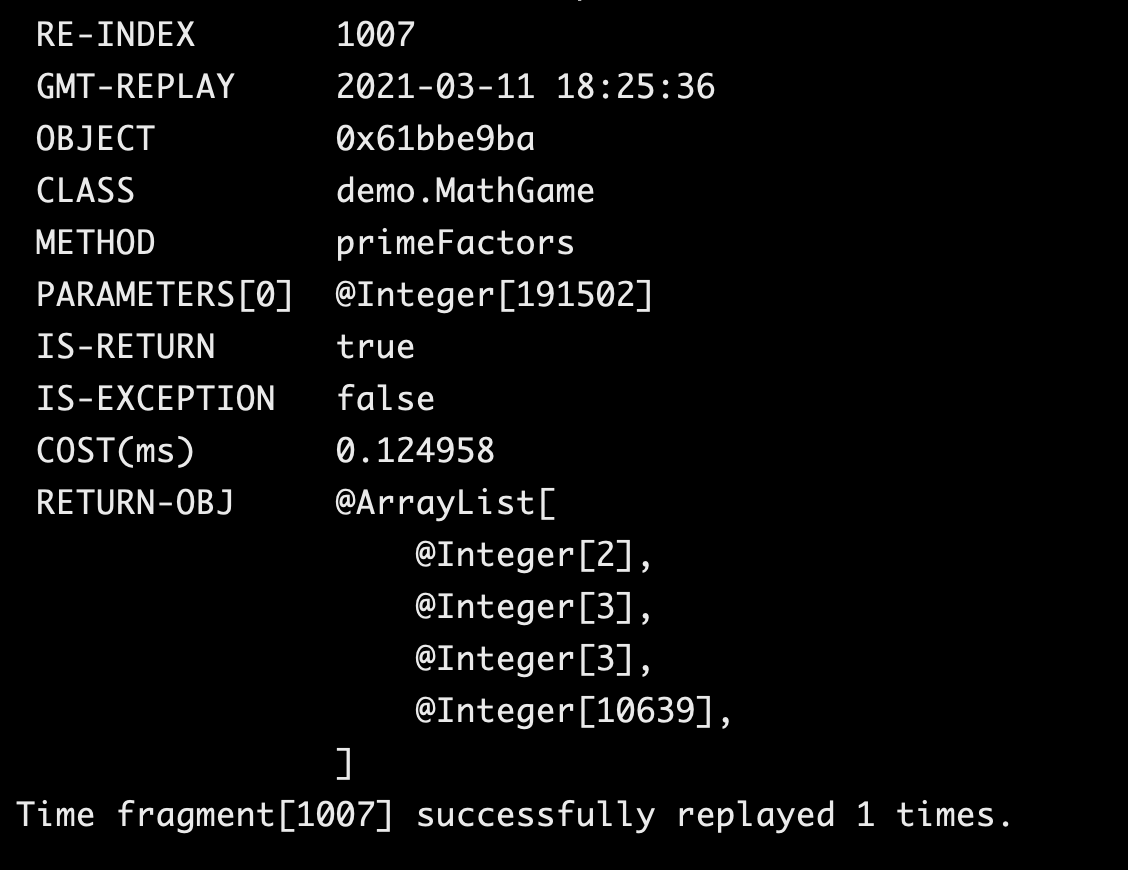 RE-INDEX 1007
GMT-REPLAY 2021-03-11 18:25:36
OBJECT 0x61bbe9ba
CLASS demo.MathGame
METHOD primeFactors
PARAMETERS[0] @Integer[191502]
IS-RETURN true
IS-EXCEPTION false
COST(ms) 0.124958
RETURN-OBJ @ArrayList[
@Integer[2],
@Integer[3],
@Integer[3],
@Integer[10639],
]
Time fragment[1007] successfully replayed 1 times.